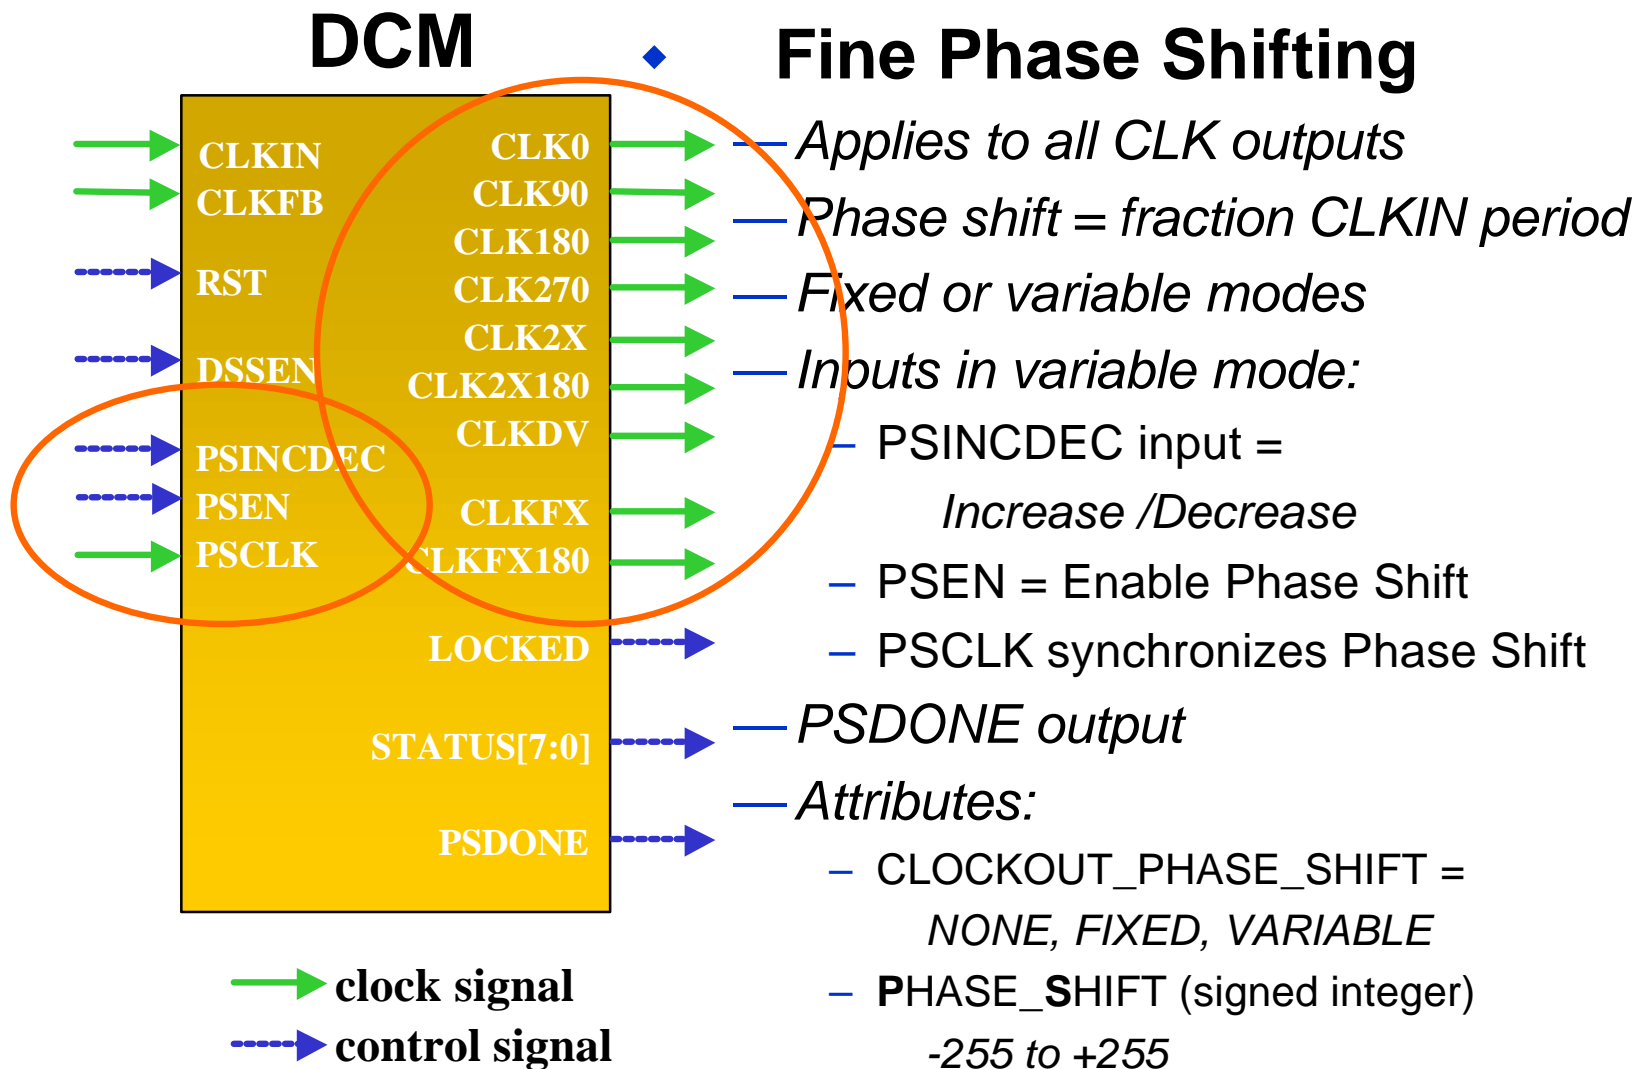 DCM
CLKIN
CLKFB
RST
DSSEN
PSINCDEC
PSEN
PSCLK
CLK0
CLK90
CLK180
CLK270
CLK2X
CLK2X180
CLKDV
CLKFX
CLKFX180
LOCKED
STATUS[7:0]
PSDONE
clock signal
control signal
◆ Fine Phase Shifting
— Applies to all CLK outputs
— Phase shift = fraction CLKIN period
— Fixed or variable modes
— Inputs in variable mode:
– PSINCDEC input =
Increase /Decrease
– PSEN = Enable Phase Shift
– PSCLK synchronizes Phase Shift
— PSDONE output
— Attributes:
– CLOCKOUT_PHASE_SHIFT =
NONE, FIXED, VARIABLE
– PHASE_SHIFT (signed integer)
-255 to +255